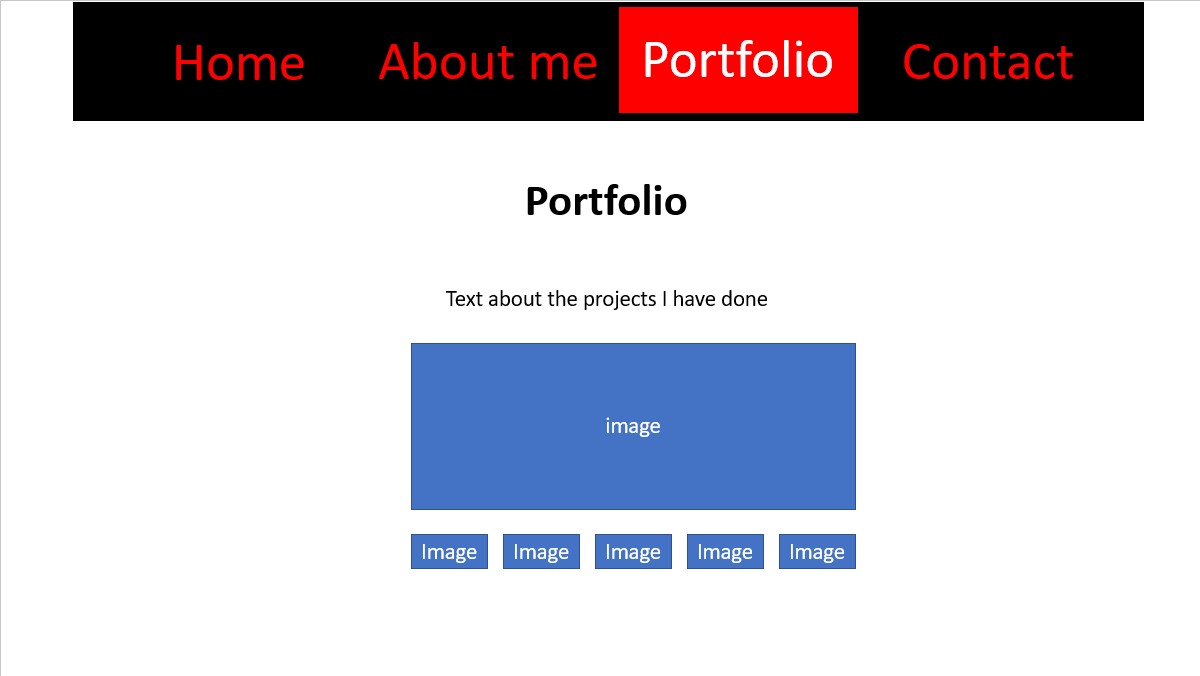 Home About me Portfolio Contact
Portfolio
Text about the projects I have done
image
Image Image Image Image Image